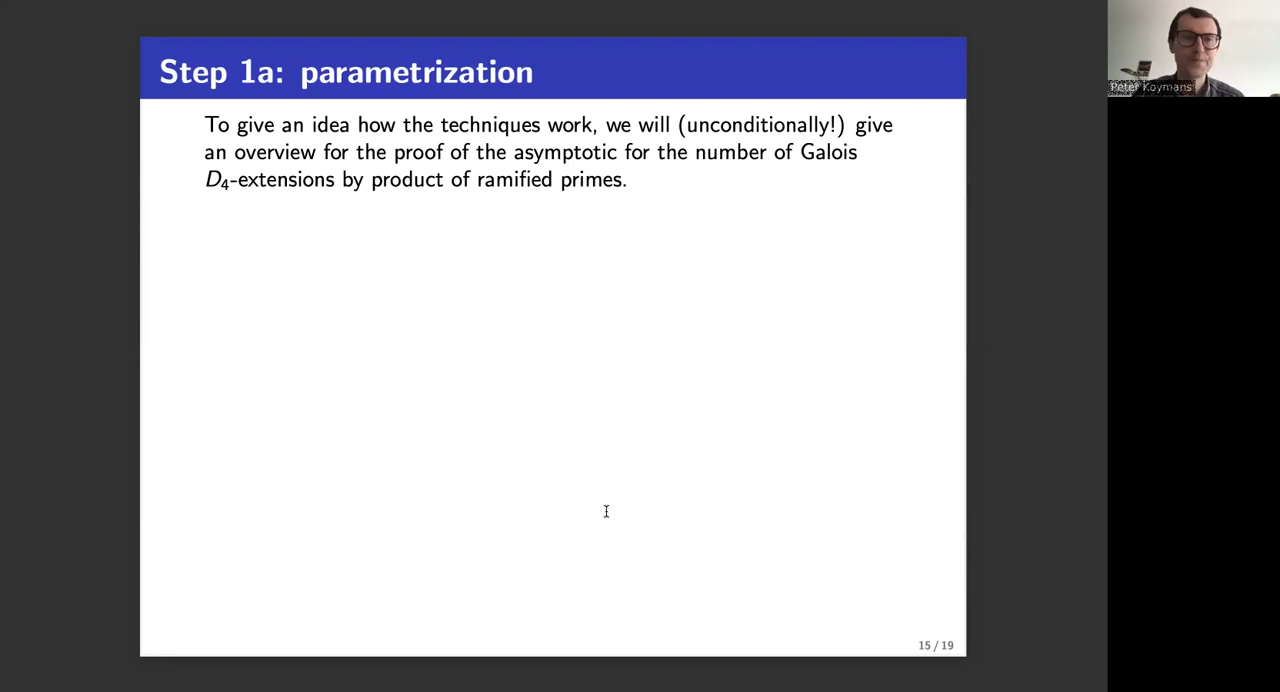 Step 1a: parametrization
Peter Koymans
To give an idea how the techniques work, we will (unconditionally!) give
an overview for the proof of the asymptotic for the number of Galois
D₄-extensions by product of ramified primes.
15 / 19